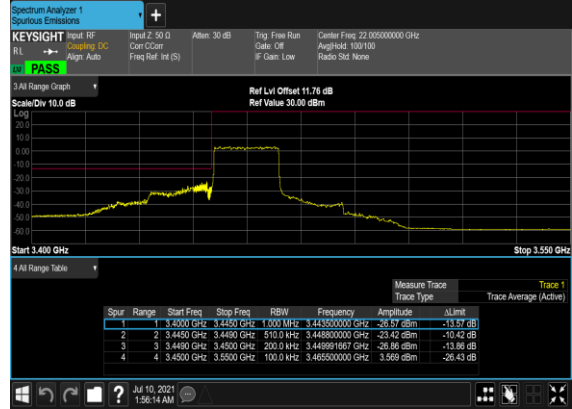 Spectrum Analyzer 1
Spurious Emissions
+
KEYSIGHT Input: RF Input Z: 50 Ω Atten: 30 dB Trig: Free Run Center Freq: 22.005000000 GHz
RL Coupling: DC Corr CCorr Gate: Off Avg|Hold: 100/100
Align: Auto Freq Ref: Int (S) IF Gain: Low Radio Std: None
PASS
3 All Range Graph
Ref Lvl Offset 11.76 dB
Scale/Div 10.0 dB Ref Value 30.00 dBm
Log
20.0
10.0
0.00
-10.0
-20.0
-30.0
-40.0
-50.0
-60.0
Start 3.400 GHz Stop 3.550 GHz
4 All Range Table
Measure Trace Trace 1
Trace Type Trace Average (Active)
Spur Range Start Freq Stop Freq RBW Frequency Amplitude ΔLimit
1 1 3.4000 GHz 3.4450 GHz 1.000 MHz 3.443500000 GHz -26.57 dBm -13.57 dB
2 2 3.4450 GHz 3.4490 GHz 510.0 kHz 3.448800000 GHz -23.42 dBm -10.42 dB
3 3 3.4490 GHz 3.4500 GHz 200.0 kHz 3.449991667 GHz -26.86 dBm -13.86 dB
4 4 3.4500 GHz 3.5500 GHz 100.0 kHz 3.465500000 GHz 3.569 dBm -26.43 dB
? Jul 10, 2021
1:56:14 AM